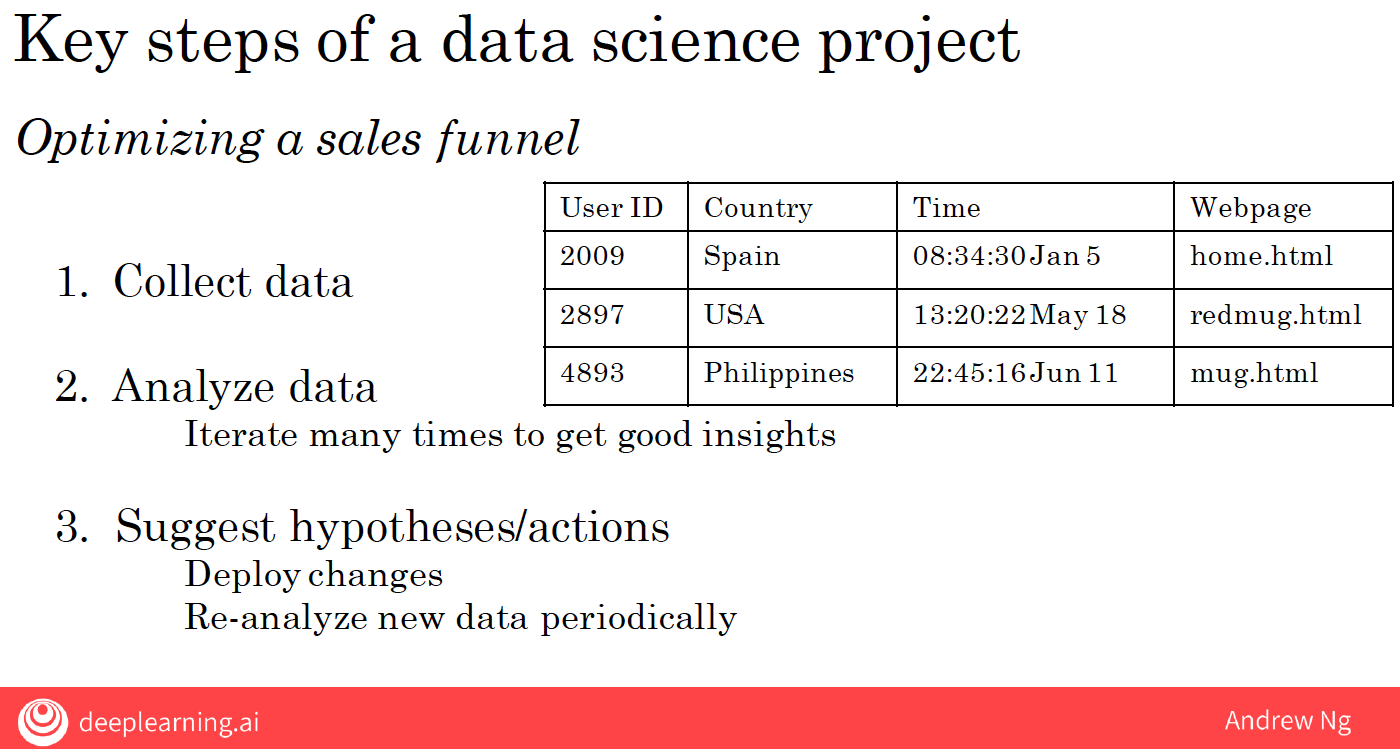 Key steps of a data science project
Optimizing a sales funnel
User ID Country Time Webpage
2009 Spain 08:34:30 Jan 5 home.html
2897 USA 13:20:22 May 18 redmug.html
4893 Philippines 22:45:16 Jun 11 mug.html
1. Collect data
2. Analyze data
Iterate many times to get good insights
3. Suggest hypotheses/actions
Deploy changes
Re-analyze new data periodically
deeplearning.ai
Andrew Ng